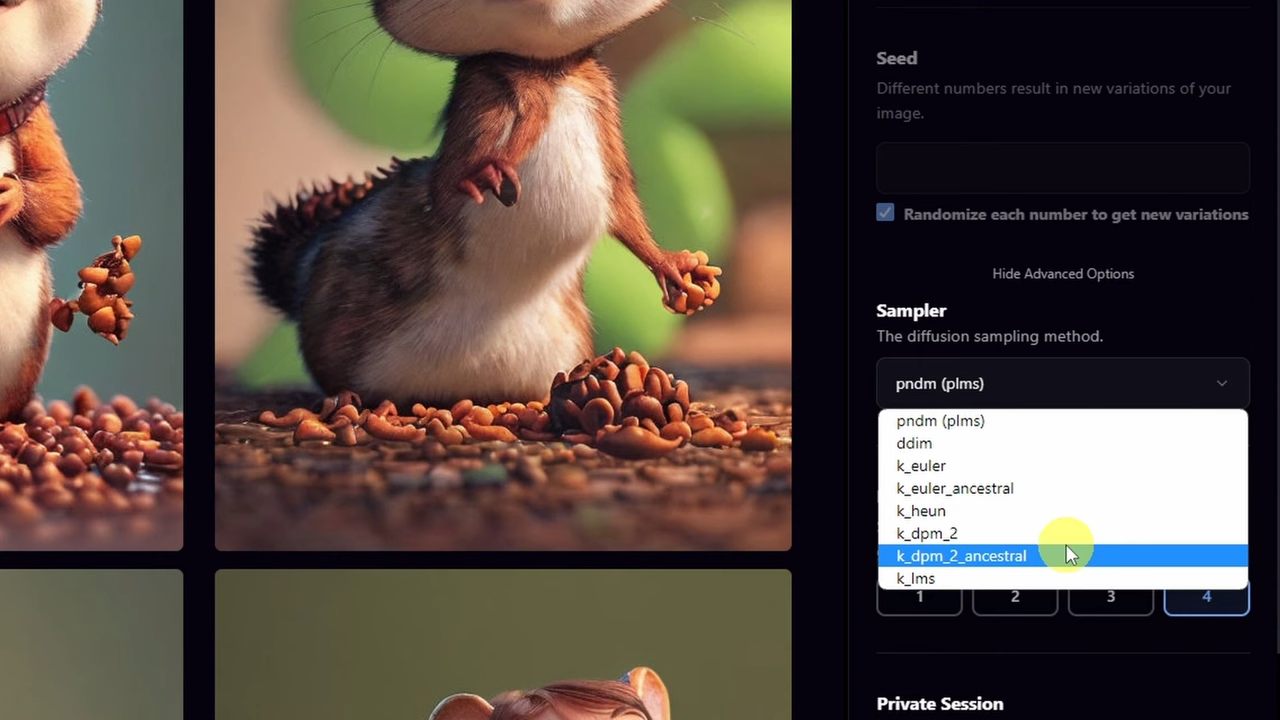 Seed
Different numbers result in new variations of your
image.
Randomize each number to get new variations
Hide Advanced Options
Sampler
The diffusion sampling method.
pndm (plms)
pndm (plms)
ddim
k_euler
k_euler_ancestral
k_heun
k_dpm_2
k_dpm_2_ancestral
k_lms
1 2 3 4
Private Session